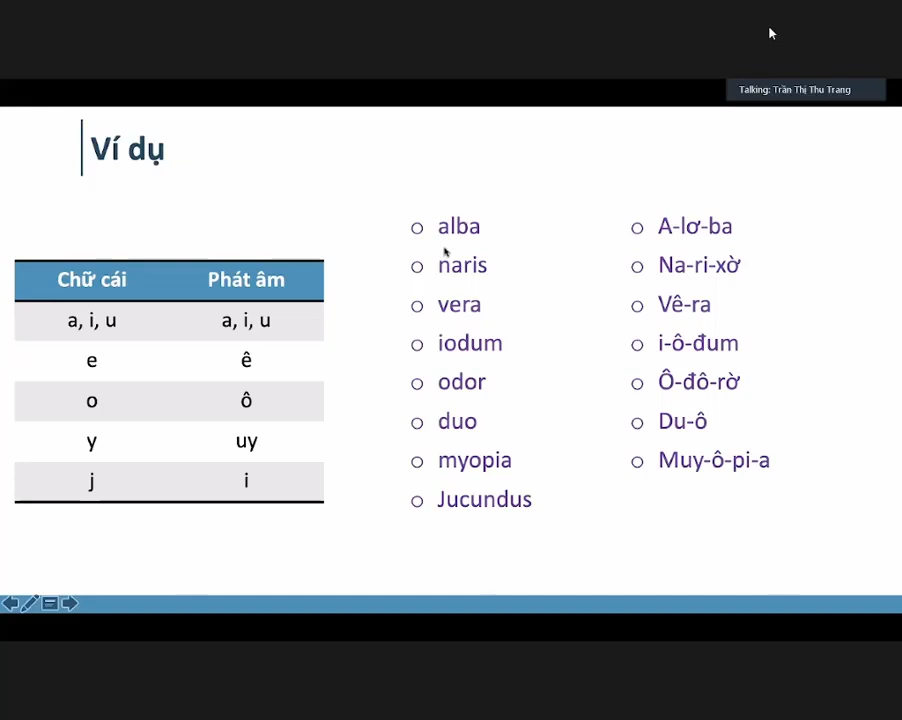 Talking: Trần Thị Thu Trang
Ví dụ
Chữ cái Phát âm
a, i, u a, i, u
e ê
o ô
y uy
j i
alba
naris
vera
iodum
odor
duo
myopia
Jucundus
A-lơ-ba
Na-ri-xờ
Vê-ra
i-ô-đum
Ô-đô-rờ
Du-ô
Muy-ô-pi-a